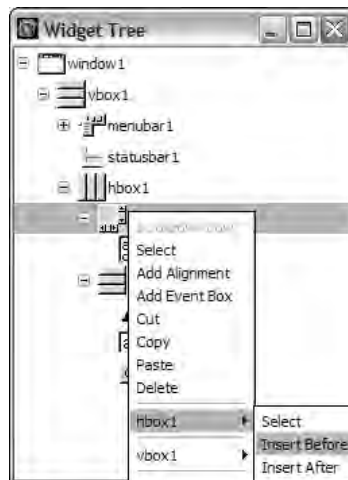 Widget Tree
window1
vbox1
menubar1
statusbar1
hbox1
Select
Add Alignment
Add Event Box
Cut
Copy
Paste
Delete
hbox1
Select
Insert Before
vbox1
Insert After